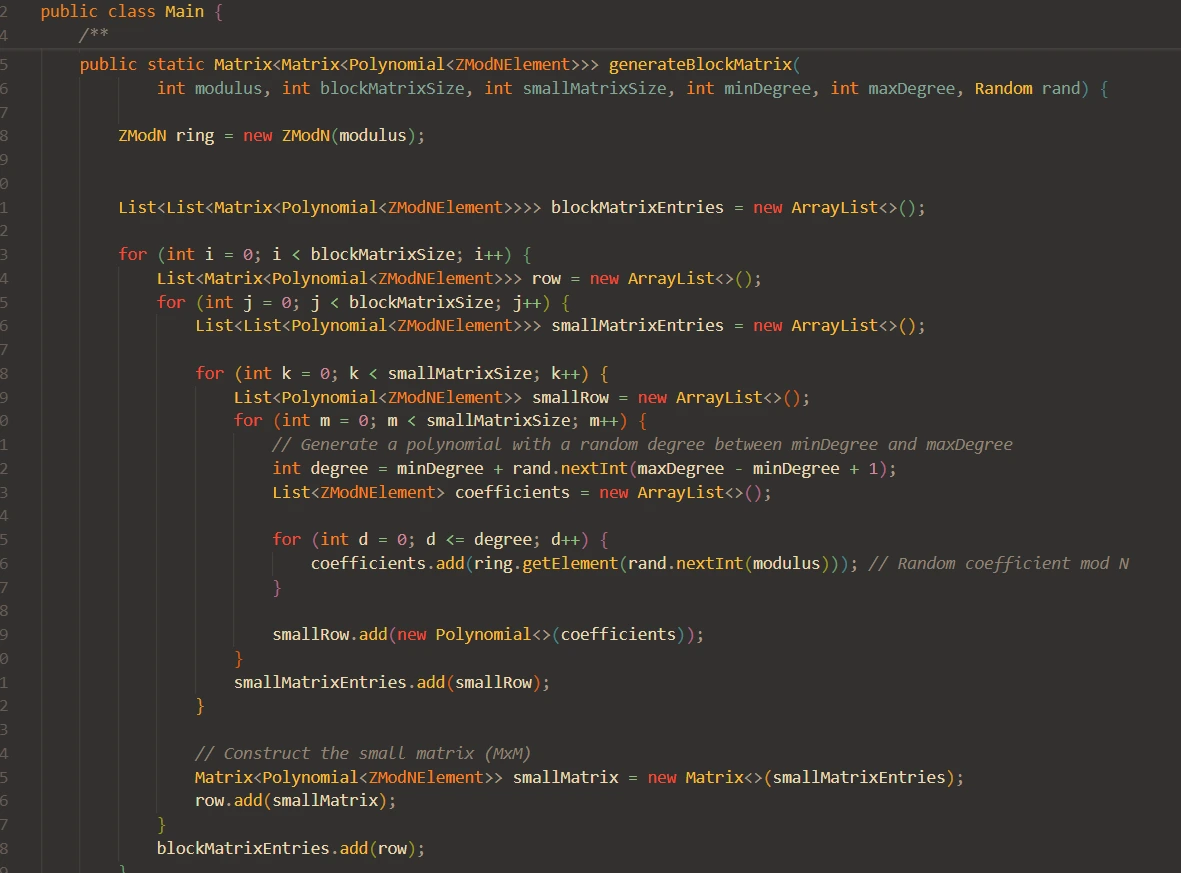 2 public class Main {
4 /**
5 public static Matrix<Matrix<Polynomial<ZModNElement>>> generateBlockMatrix(
6 int modulus, int blockMatrixSize, int smallMatrixSize, int minDegree, int maxDegree, Random rand) {
7
8 ZModN ring = new ZModN(modulus);
9
0
1 List<List<Matrix<Polynomial<ZModNElement>>>> blockMatrixEntries = new ArrayList<>();
2
3 for (int i = 0; i < blockMatrixSize; i++) {
4 List<Matrix<Polynomial<ZModNElement>>> row = new ArrayList<>();
5 for (int j = 0; j < blockMatrixSize; j++) {
6 List<List<Polynomial<ZModNElement>>> smallMatrixEntries = new ArrayList<>();
7
8 for (int k = 0; k < smallMatrixSize; k++) {
9 List<Polynomial<ZModNElement>> smallRow = new ArrayList<>();
0 for (int m = 0; m < smallMatrixSize; m++) {
1 // Generate a polynomial with a random degree between minDegree and maxDegree
2 int degree = minDegree + rand.nextInt(maxDegree - minDegree + 1);
3 List<ZModNElement> coefficients = new ArrayList<>();
4
5 for (int d = 0; d <= degree; d++) {
6 coefficients.add(ring.getElement(rand.nextInt(modulus))); // Random coefficient mod N
7 }
8
9 smallRow.add(new Polynomial<>(coefficients));
0 }
1 smallMatrixEntries.add(smallRow);
2 }
3
4 // Construct the small matrix (MxM)
5 Matrix<Polynomial<ZModNElement>> smallMatrix = new Matrix<>(smallMatrixEntries);
6 row.add(smallMatrix);
7 }
8 blockMatrixEntries.add(row);
9 }